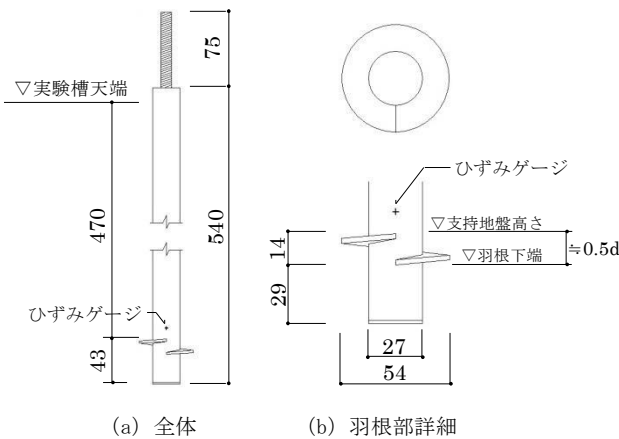 75
▽実験槽天端
470
540
ひずみゲージ
43
(a) 全体
ひずみゲージ
▽支持地盤高さ
14
≒0.5d
▽羽根下端
29
27
54
(b) 羽根部詳細